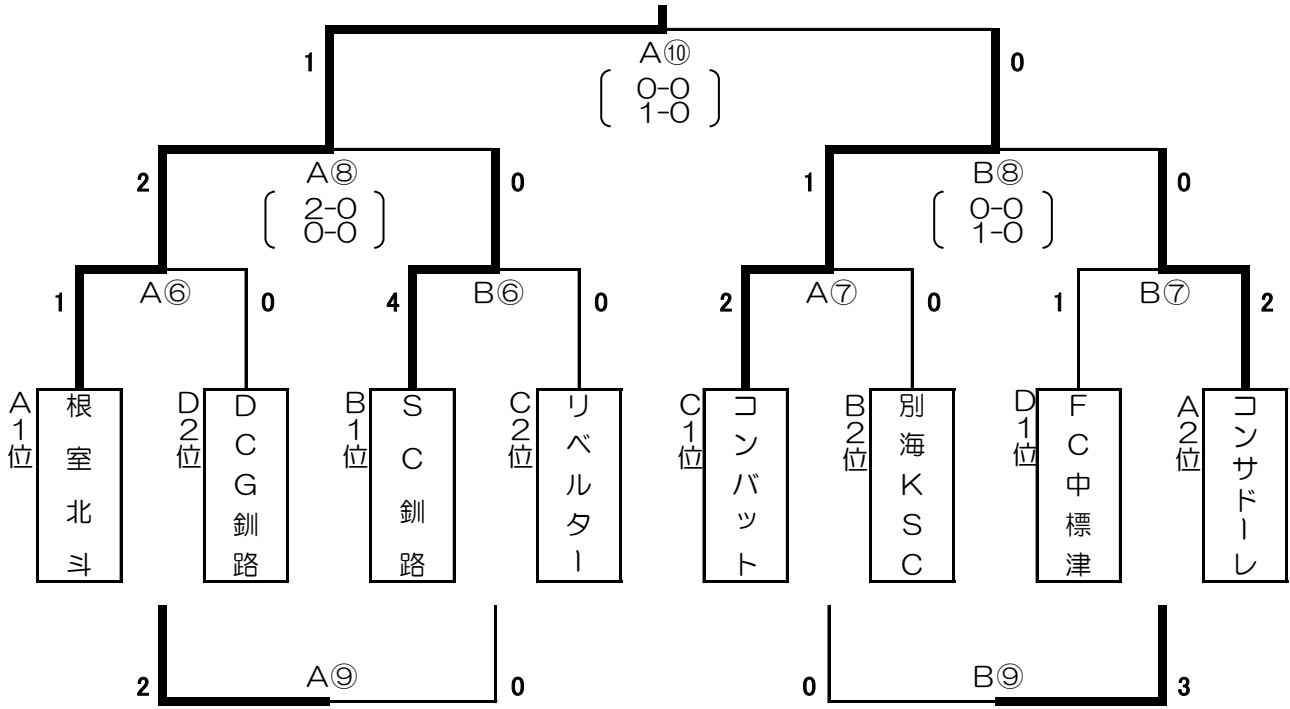 1
A⑩
0
0-0
1-0
2
A⑧
0
2-0
0-0
1
B⑧
0
0-0
1-0
1
A⑥
0
4
B⑥
0
2
A⑦
0
1
B⑦
2
A1位
根室北斗
D2位
DCG釧路
B1位
SC釧路
C2位
リベルター
C1位
コンバット
B2位
別海KSC
D1位
FC中標津
A2位
コンサドーレ
2
A⑨
0
0
B⑨
3